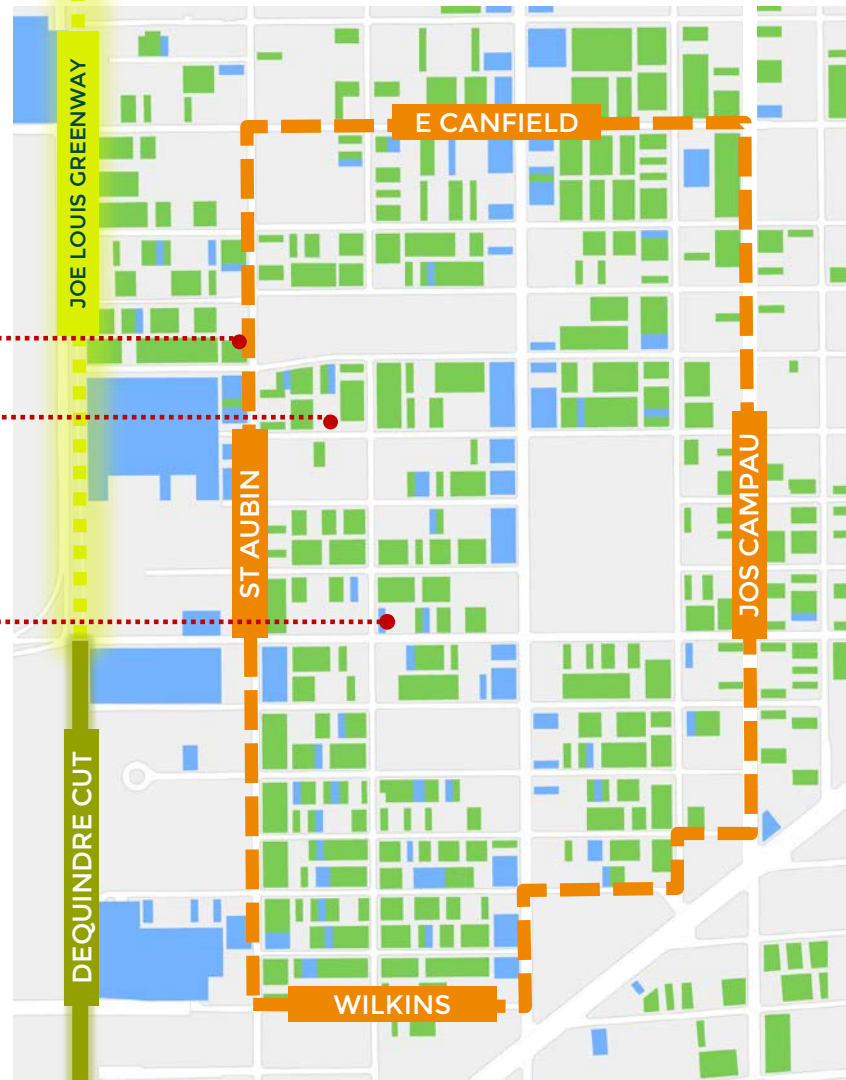 JOE LOUIS GREENWAY
E CANFIELD
ST AUBIN
JOS CAMPAU
DEQUINDRE CUT
WILKINS